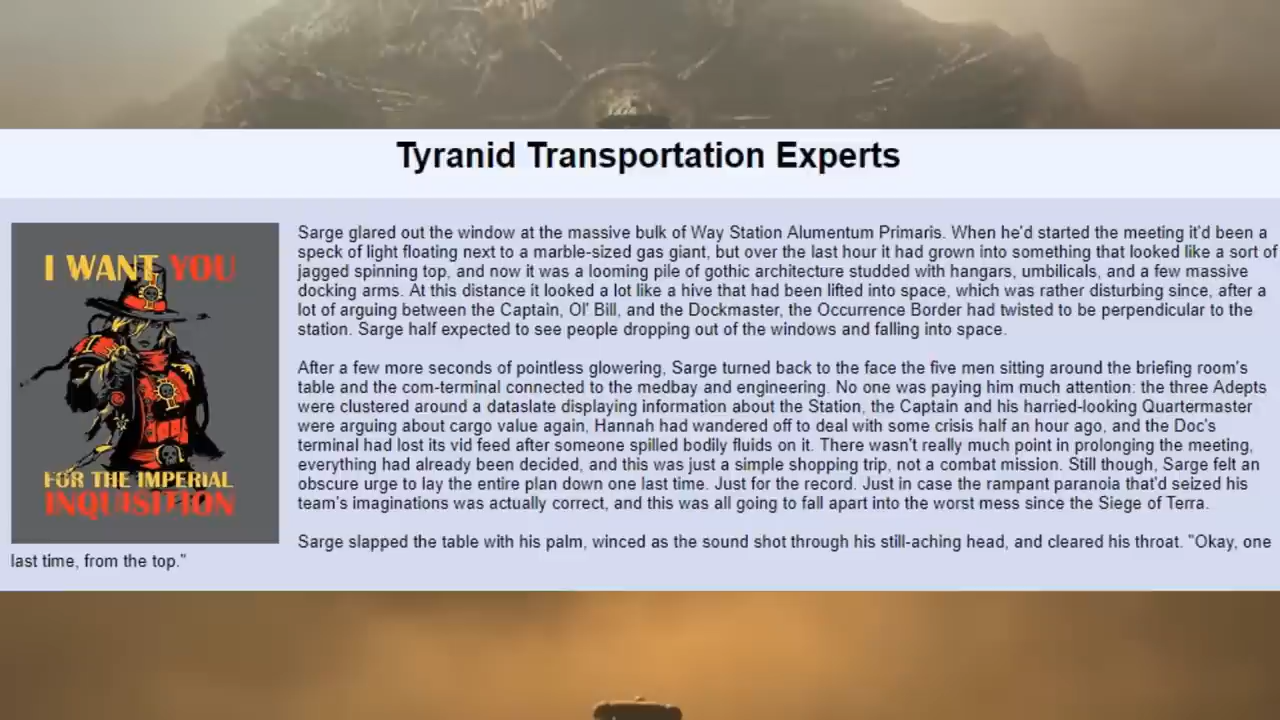 Tyranid Transportation Experts
I WANT YOU
FOR THE IMPERIAL
INQUISITION
Sarge glared out the window at the massive bulk of Way Station Alumentum Primaris. When he'd started the meeting it'd been a
speck of light floating next to a marble-sized gas giant, but over the last hour it had grown into something that looked like a sort of
jagged spinning top, and now it was a looming pile of gothic architecture studded with hangars, umbilicals, and a few massive
docking arms. At this distance it looked a lot like a hive that had been lifted into space, which was rather disturbing since, after a
lot of arguing between the Captain, Ol' Bill, and the Dockmaster, the Occurrence Border had twisted to be perpendicular to the
station. Sarge half expected to see people dropping out of the windows and falling into space.
After a few more seconds of pointless glowering, Sarge turned back to the face the five men sitting around the briefing room's
table and the com-terminal connected to the medbay and engineering. No one was paying him much attention: the three Adepts
were clustered around a dataslate displaying information about the Station, the Captain and his harried-looking Quartermaster
were arguing about cargo value again, Hannah had wandered off to deal with some crisis half an hour ago, and the Doc's
terminal had lost its vid feed after someone spilled bodily fluids on it. There wasn't really much point in prolonging the meeting,
everything had already been decided, and this was just a simple shopping trip, not a combat mission. Still though, Sarge felt an
obscure urge to lay the entire plan down one last time. Just for the record. Just in case the rampant paranoia that'd seized his
team's imaginations was actually correct, and this was all going to fall apart into the worst mess since the Siege of Terra.
Sarge slapped the table with his palm, winced as the sound shot through his still-aching head, and cleared his throat. "Okay, one
last time, from the top."